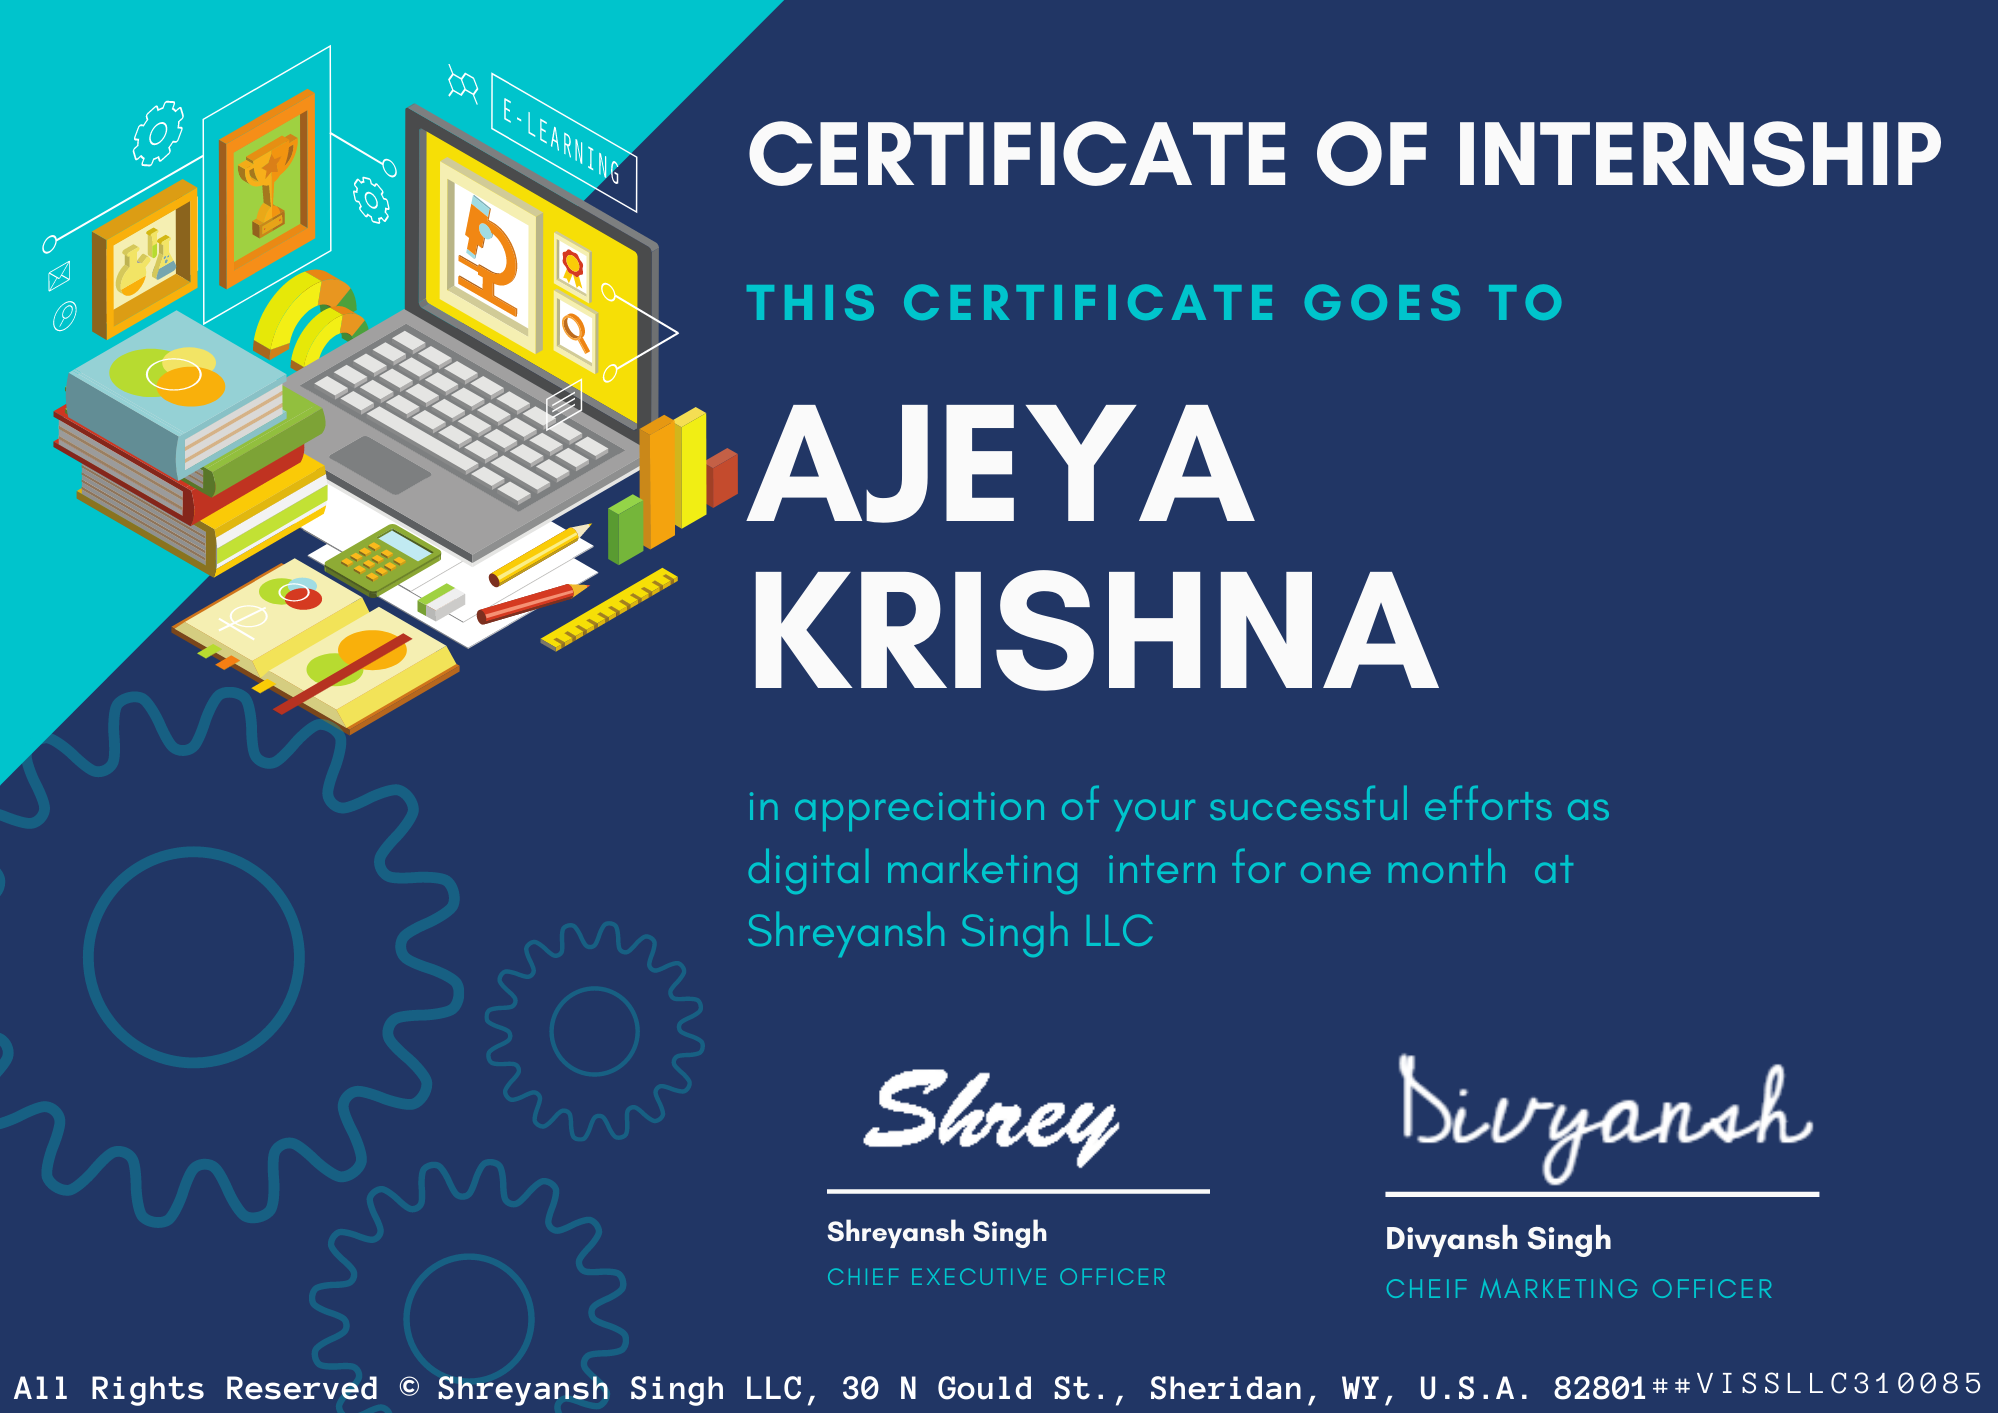 E-LEARNING
CERTIFICATE OF INTERNSHIP
THIS CERTIFICATE GOES TO
AJEYA
KRISHNA
in appreciation of your successful efforts as
digital marketing intern for one month at
Shreyansh Singh LLC
Shrey
Divyansh
Shreyansh Singh
CHIEF EXECUTIVE OFFICER
Divyansh Singh
CHEIF MARKETING OFFICER
All Rights Reserved © Shreyansh Singh LLC, 30 N Gould St., Sheridan, WY, U.S.A. 82801##VISSLLC310085